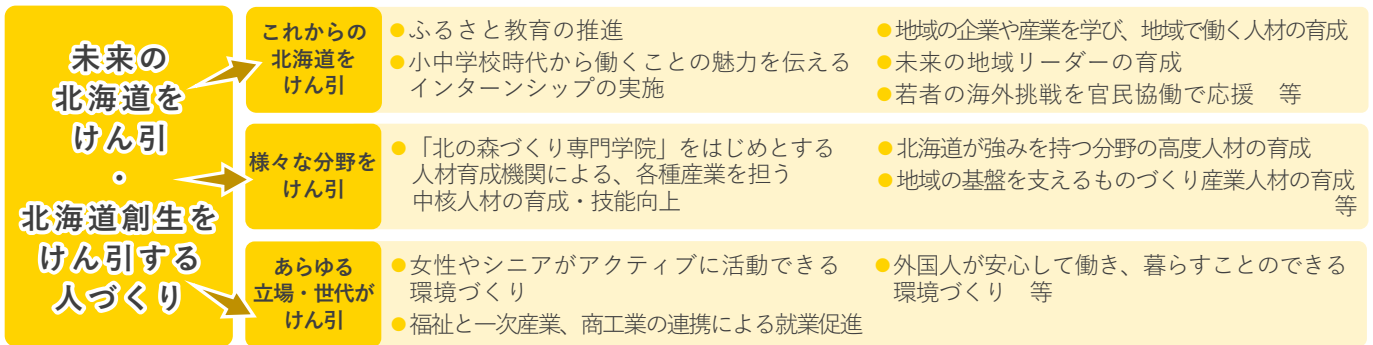 未来の
北海道を
けん引
・
北海道創生を
けん引する
人づくり
これからの
北海道を
けん引
●ふるさと教育の推進
●小中学校時代から働くことの魅力を伝える
インターンシップの実施
●地域の企業や産業を学び、地域で働く人材の育成
●未来の地域リーダーの育成
●若者の海外挑戦を官民協働で応援　等
様々な分野を
けん引
●「北の森づくり専門学院」をはじめとする
人材育成機関による、各種産業を担う
中核人材の育成・技能向上
●北海道が強みを持つ分野の高度人材の育成
●地域の基盤を支えるものづくり産業人材の育成
等
あらゆる
立場・世代が
けん引
●女性やシニアがアクティブに活動できる
環境づくり
●福祉と一次産業、商工業の連携による就業促進
●外国人が安心して働き、暮らすことのできる
環境づくり　等